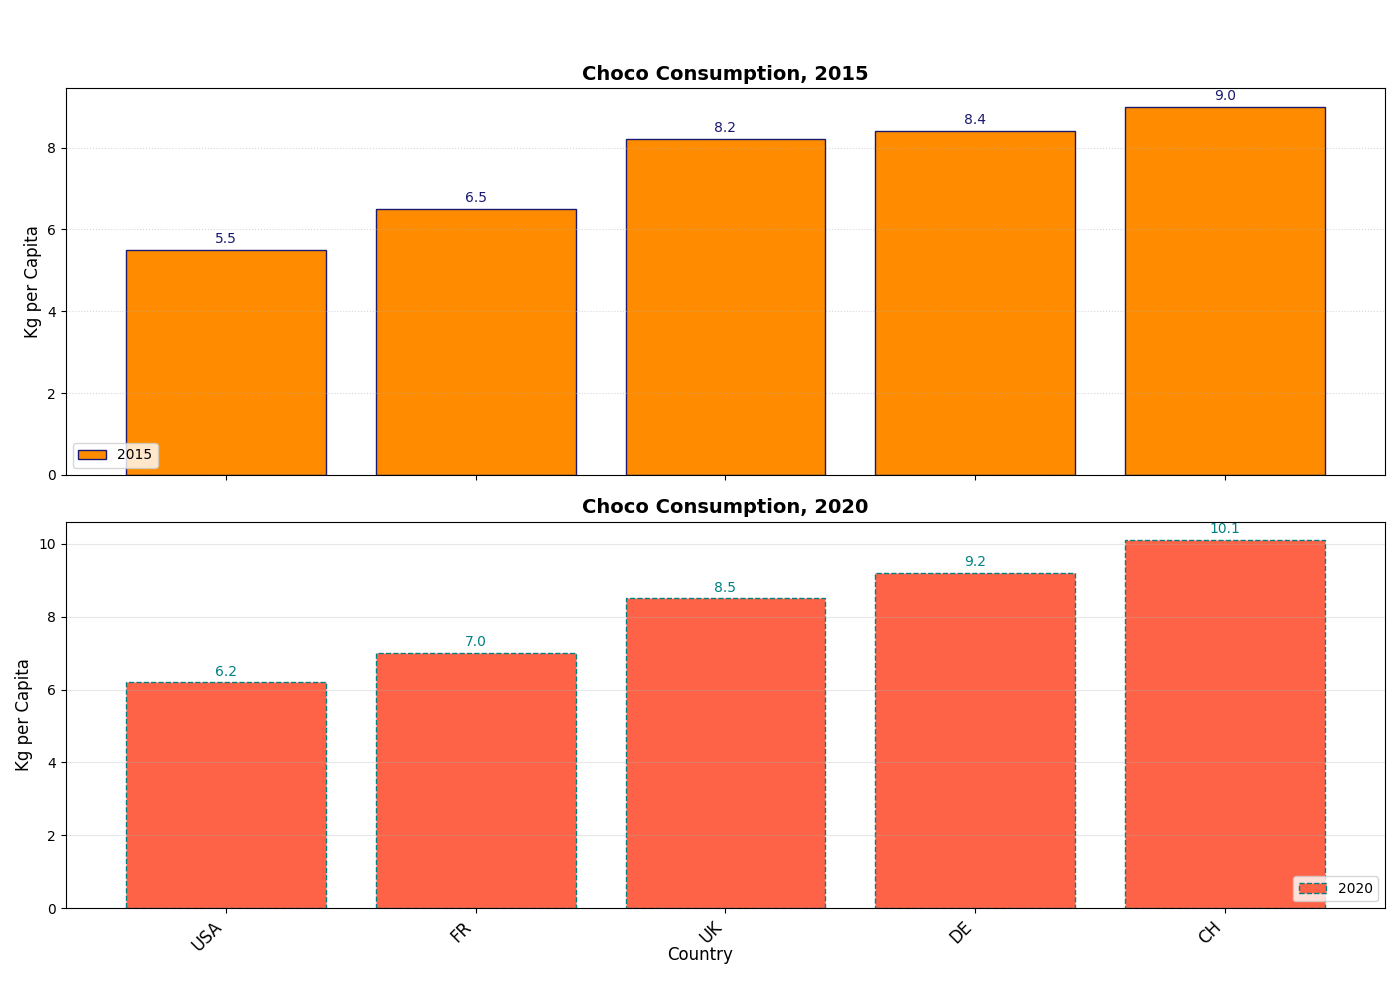 Choco Consumption, 2015
Kg per Capita
8
6
4
2
0
5.5
6.5
8.2
8.4
9.0
2015
Choco Consumption, 2020
Kg per Capita
10
8
6
4
2
0
6.2
7.0
8.5
9.2
10.1
2020
USA
FR
UK
DE
CH
Country